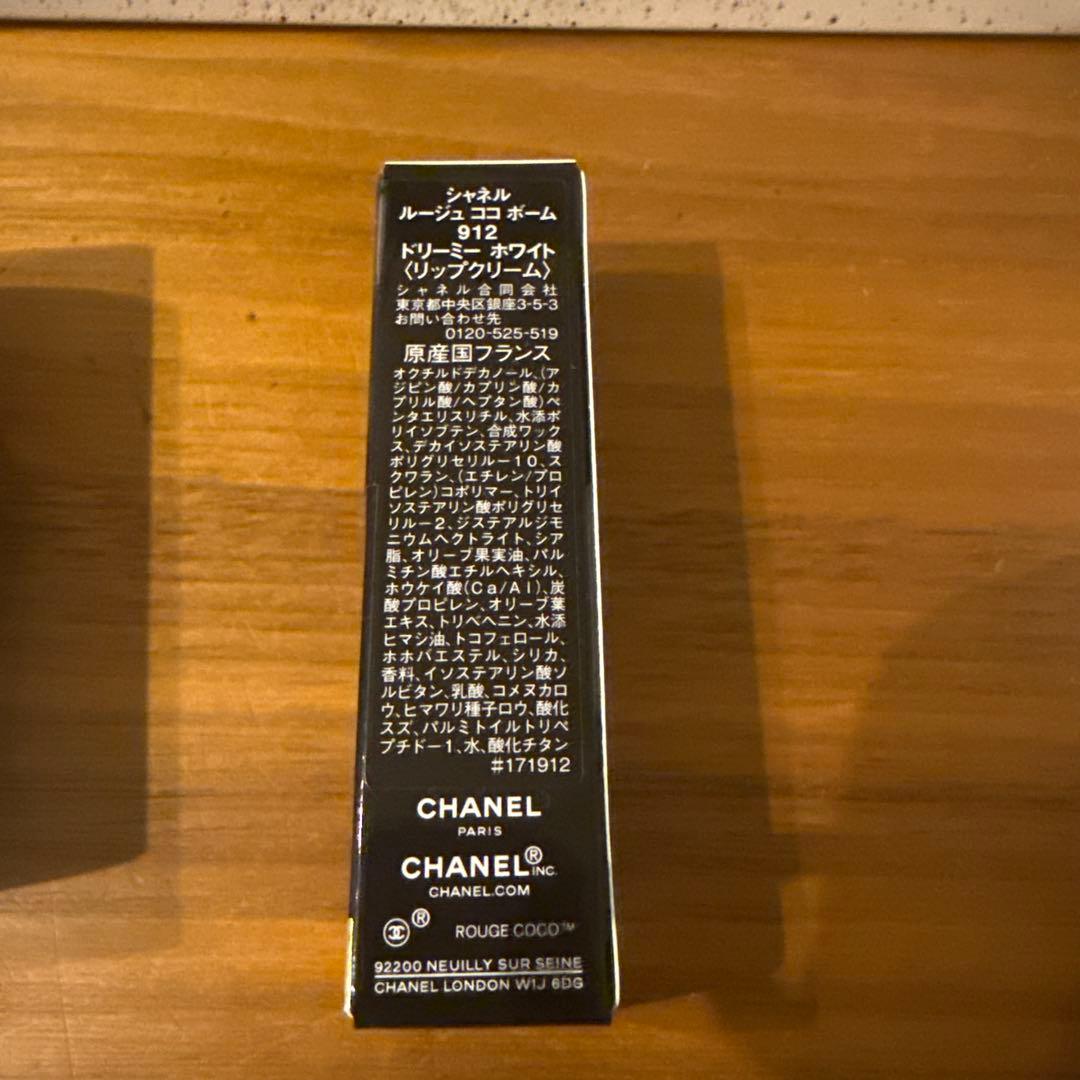 シャネル
ルージュ ココ ボーム
912
ドリーミー ホワイト
〈リップクリーム〉
シャネル合同会社
東京都中央区銀座3-5-3
お問い合わせ先
0120-525-519
原産国フランス
オクチルドデカノール、(ア
ジピン酸/カプリン酸/カ
プリル酸/ヘプタン酸)ペ
ンタエリスリチル、水添ポ
リイソブテン、合成ワック
ス、デカイソステアリン酸
ポリグリセリル－10、ス
クワラン、(エチレン/プロ
ピレン)コポリマー、トリイ
ソステアリン酸ポリグリセ
リル－2、ジステアルジモ
ニウムヘクトライト、シア
脂、オリーブ果実油、パル
ミチン酸エチルヘキシル、
ホウケイ酸(Ca/Al)、炭
酸プロピレン、オリーブ葉
エキス、トリベヘニン、水添
ヒマシ油、トコフェロール、
ホホバエステル、シリカ、
香料、イソステアリン酸ソ
ルビタン、乳酸、コメヌカロ
ウ、ヒマワリ種子ロウ、酸化
スズ、パルミトイルトリペ
プチド－1、水、酸化チタン
#171912
CHANEL
PARIS
CHANEL® INC.
CHANEL.COM
® ROUGE COCO™
92200 NEUILLY SUR SEINE
CHANEL LONDON W1J 6DG